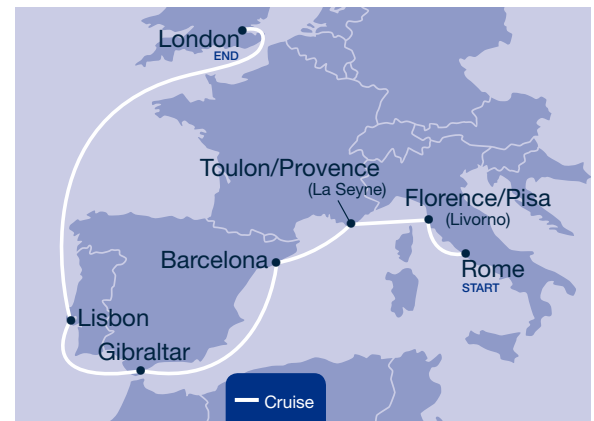 London
END
Toulon/Provence
(La Seyne)
Florence/Pisa
(Livorno)
Barcelona
Rome
START
Lisbon
Gibraltar
Cruise